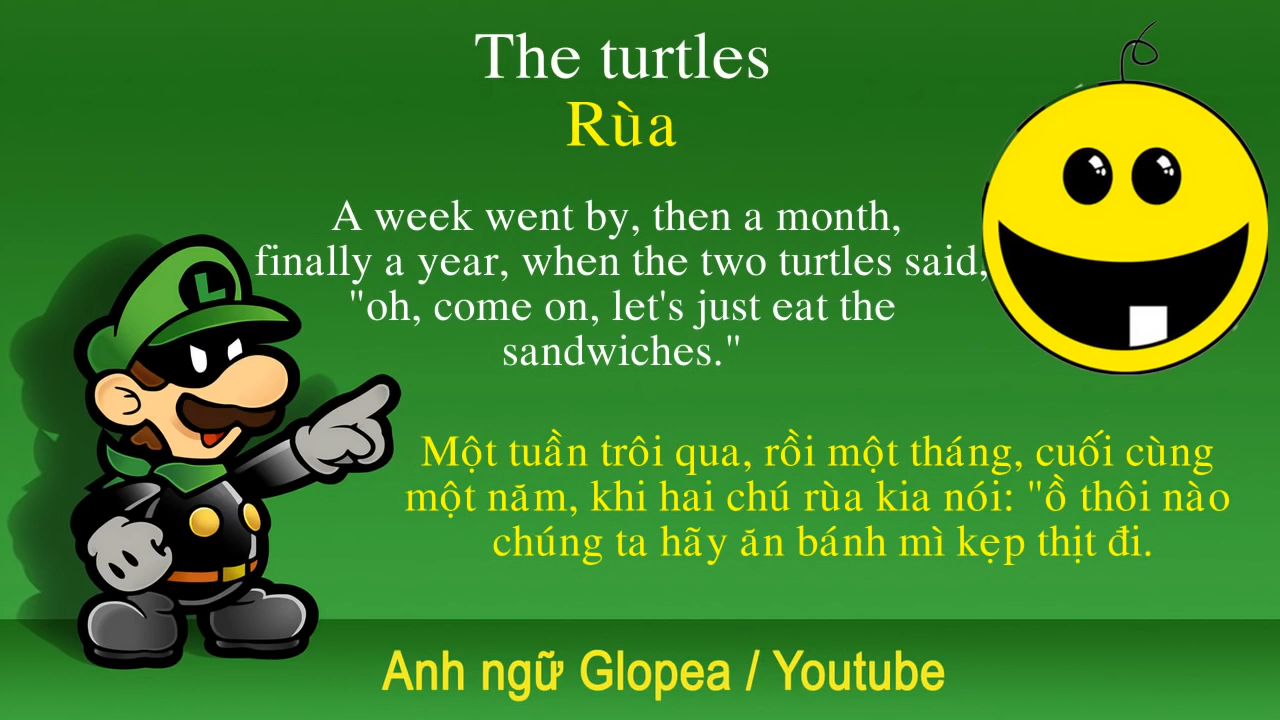 The turtles
Rùa
A week went by, then a month,
finally a year, when the two turtles said,
"oh, come on, let's just eat the
sandwiches."
L
Một tuần trôi qua, rồi một tháng, cuối cùng
một năm, khi hai chú rùa kia nói: "ồ thôi nào
chúng ta hãy ăn bánh mì kẹp thịt đi.
Anh ngữ Glopea / Youtube